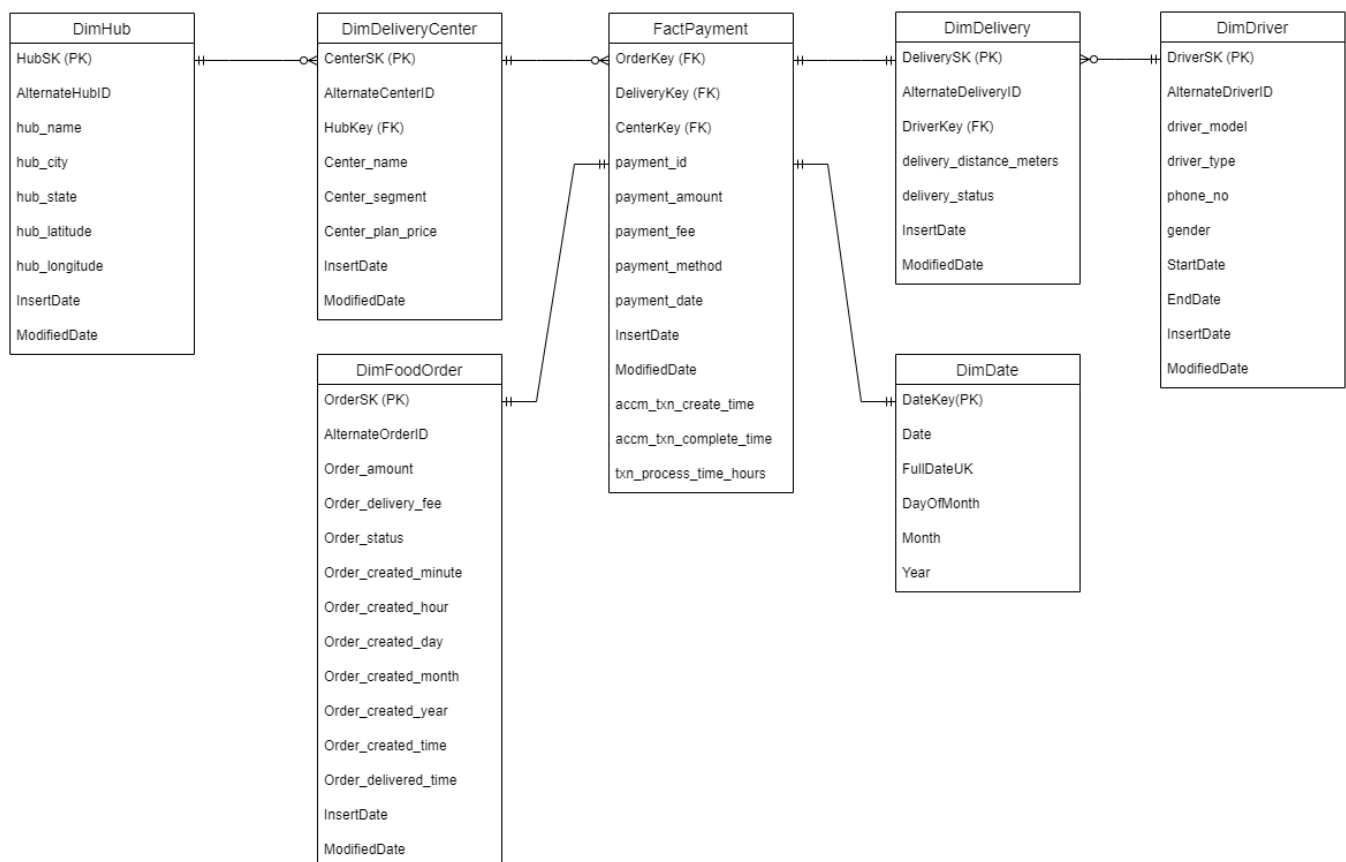 DimHub
HubSK (PK)
AlternateHubID
hub_name
hub_city
hub_state
hub_latitude
hub_longitude
InsertDate
ModifiedDate
DimDeliveryCenter
CenterSK (PK)
AlternateCenterID
HubKey (FK)
Center_name
Center_segment
Center_plan_price
InsertDate
ModifiedDate
DimFoodOrder
OrderSK (PK)
AlternateOrderID
Order_amount
Order_delivery_fee
Order_status
Order_created_minute
Order_created_hour
Order_created_day
Order_created_month
Order_created_year
Order_created_time
Order_delivered_time
InsertDate
ModifiedDate
FactPayment
OrderKey (FK)
DeliveryKey (FK)
CenterKey (FK)
payment_id
payment_amount
payment_fee
payment_method
payment_date
InsertDate
ModifiedDate
accm_txn_create_time
accm_txn_complete_time
txn_process_time_hours
DimDelivery
DeliverySK (PK)
AlternateDeliveryID
DriverKey (FK)
delivery_distance_meters
delivery_status
InsertDate
ModifiedDate
DimDate
DateKey(PK)
Date
FullDateUK
DayOfMonth
Month
Year
DimDriver
DriverSK (PK)
AlternateDriverID
driver_model
driver_type
phone_no
gender
StartDate
EndDate
InsertDate
ModifiedDate